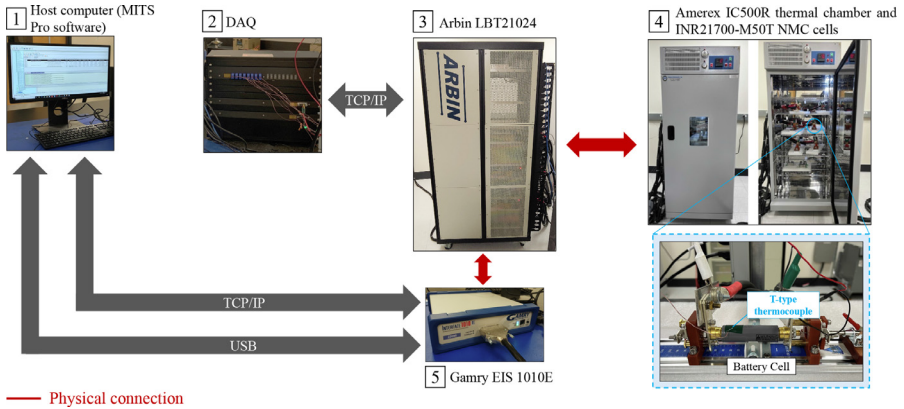 1 Host computer (MITS
Pro software)
2 DAQ
3 Arbin LBT21024
4 Amerex IC500R thermal chamber and
INR21700-M50T NMC cells
ARBIN
TCP/IP
TCP/IP
USB
5 Gamry EIS 1010E
T-type
thermocouple
Battery Cell
Physical connection